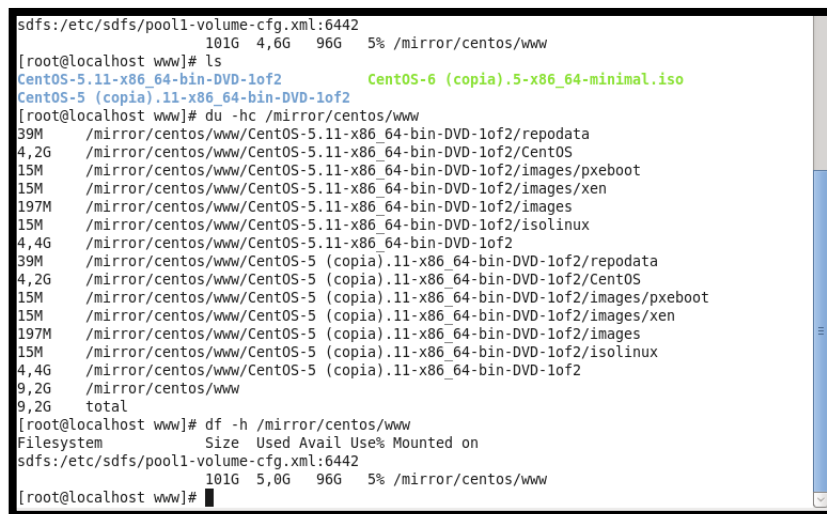 sdfs:/etc/sdfs/pool1-volume-cfg.xml:6442
                      101G  4,6G   96G   5% /mirror/centos/www
[root@localhost www]# ls
CentOS-5.11-x86_64-bin-DVD-1of2          CentOS-6 (copia).5-x86_64-minimal.iso
CentOS-5 (copia).11-x86_64-bin-DVD-1of2
[root@localhost www]# du -hc /mirror/centos/www
39M     /mirror/centos/www/CentOS-5.11-x86_64-bin-DVD-1of2/repodata
4,2G    /mirror/centos/www/CentOS-5.11-x86_64-bin-DVD-1of2/CentOS
15M     /mirror/centos/www/CentOS-5.11-x86_64-bin-DVD-1of2/images/pxeboot
15M     /mirror/centos/www/CentOS-5.11-x86_64-bin-DVD-1of2/images/xen
197M    /mirror/centos/www/CentOS-5.11-x86_64-bin-DVD-1of2/images
15M     /mirror/centos/www/CentOS-5.11-x86_64-bin-DVD-1of2/isolinux
4,4G    /mirror/centos/www/CentOS-5.11-x86_64-bin-DVD-1of2
39M     /mirror/centos/www/CentOS-5 (copia).11-x86_64-bin-DVD-1of2/repodata
4,2G    /mirror/centos/www/CentOS-5 (copia).11-x86_64-bin-DVD-1of2/CentOS
15M     /mirror/centos/www/CentOS-5 (copia).11-x86_64-bin-DVD-1of2/images/pxeboot
15M     /mirror/centos/www/CentOS-5 (copia).11-x86_64-bin-DVD-1of2/images/xen
197M    /mirror/centos/www/CentOS-5 (copia).11-x86_64-bin-DVD-1of2/images
15M     /mirror/centos/www/CentOS-5 (copia).11-x86_64-bin-DVD-1of2/isolinux
4,4G    /mirror/centos/www/CentOS-5 (copia).11-x86_64-bin-DVD-1of2
9,2G    /mirror/centos/www
9,2G    total
[root@localhost www]# df -h /mirror/centos/www
Filesystem            Size  Used Avail Use% Mounted on
sdfs:/etc/sdfs/pool1-volume-cfg.xml:6442
                      101G  5,0G   96G   5% /mirror/centos/www
[root@localhost www]#